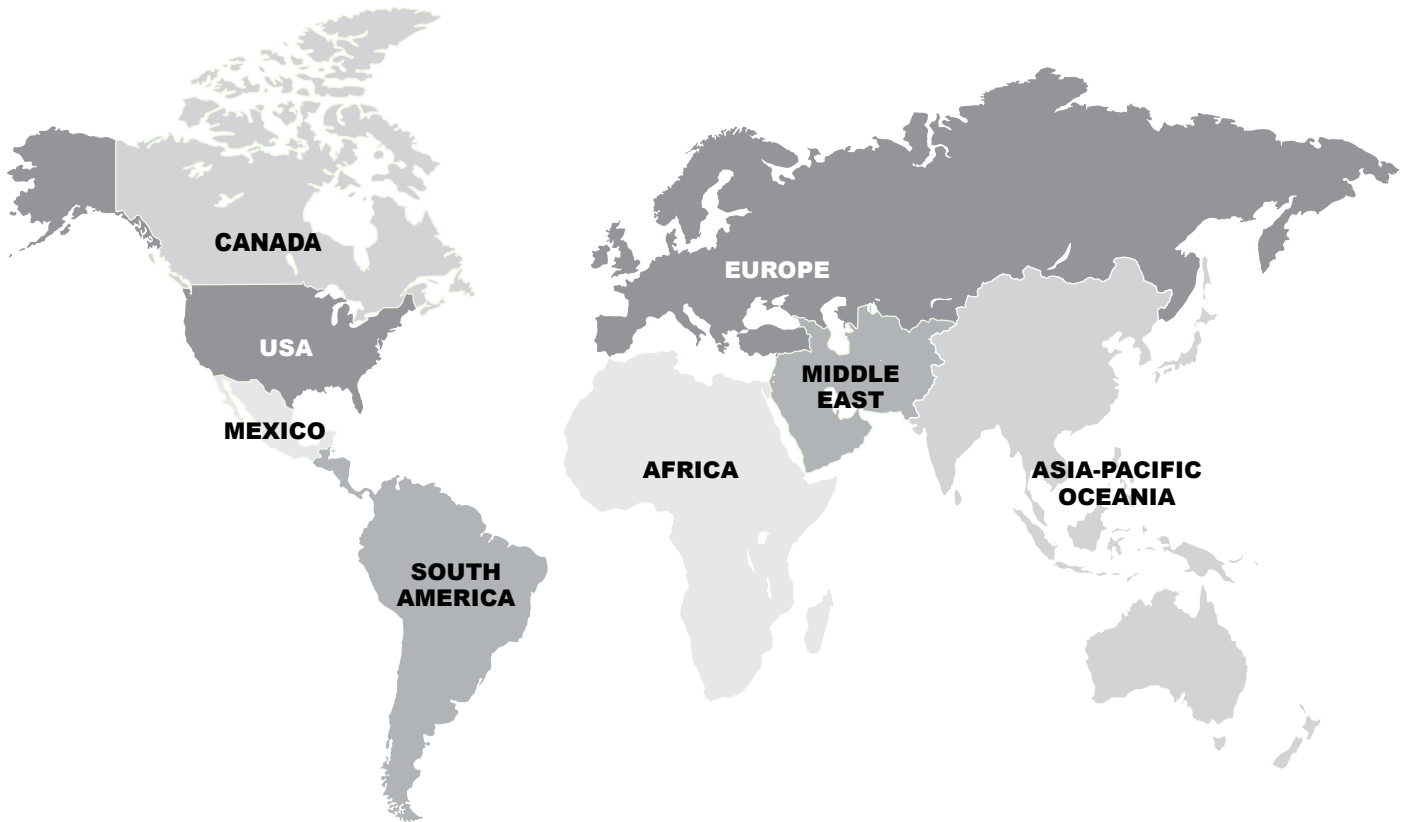 CANADA
EUROPE
USA
MIDDLE
EAST
MEXICO
AFRICA
ASIA-PACIFIC
OCEANIA
SOUTH
AMERICA